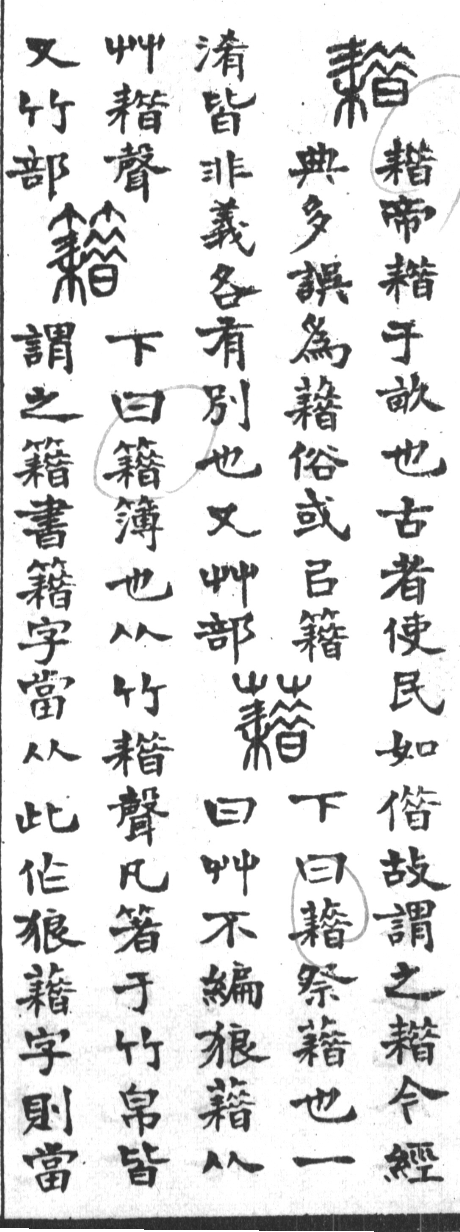 耤
耤帝耤于畝也古者使民如借故謂之耤今經
典多誤為藉俗或㠯籍
淆皆非義各有別也又艸部
藉
下曰藉祭藉也一
曰艸不編狼藉从
艸耤聲
又竹部
籍
下曰籍簿也从竹耤聲凡箸于竹帛皆
謂之籍書籍字當从此作狼藉字則當